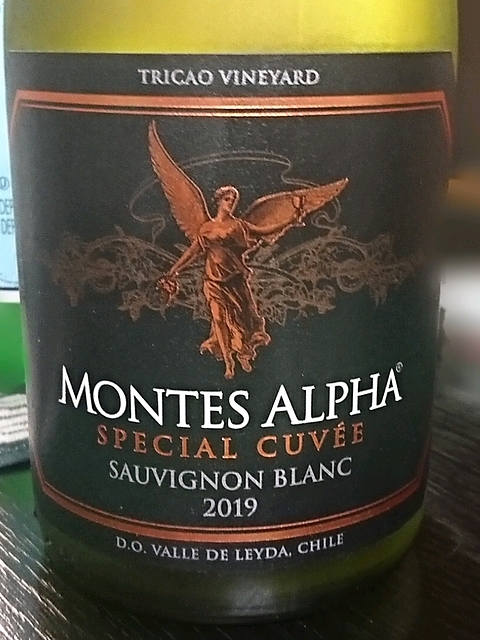 TRICAO VINEYARD
MONTES ALPHA®
SPECIAL CUVÉE
SAUVIGNON BLANC
2019
D.O. VALLE DE LEYDA, CHILE